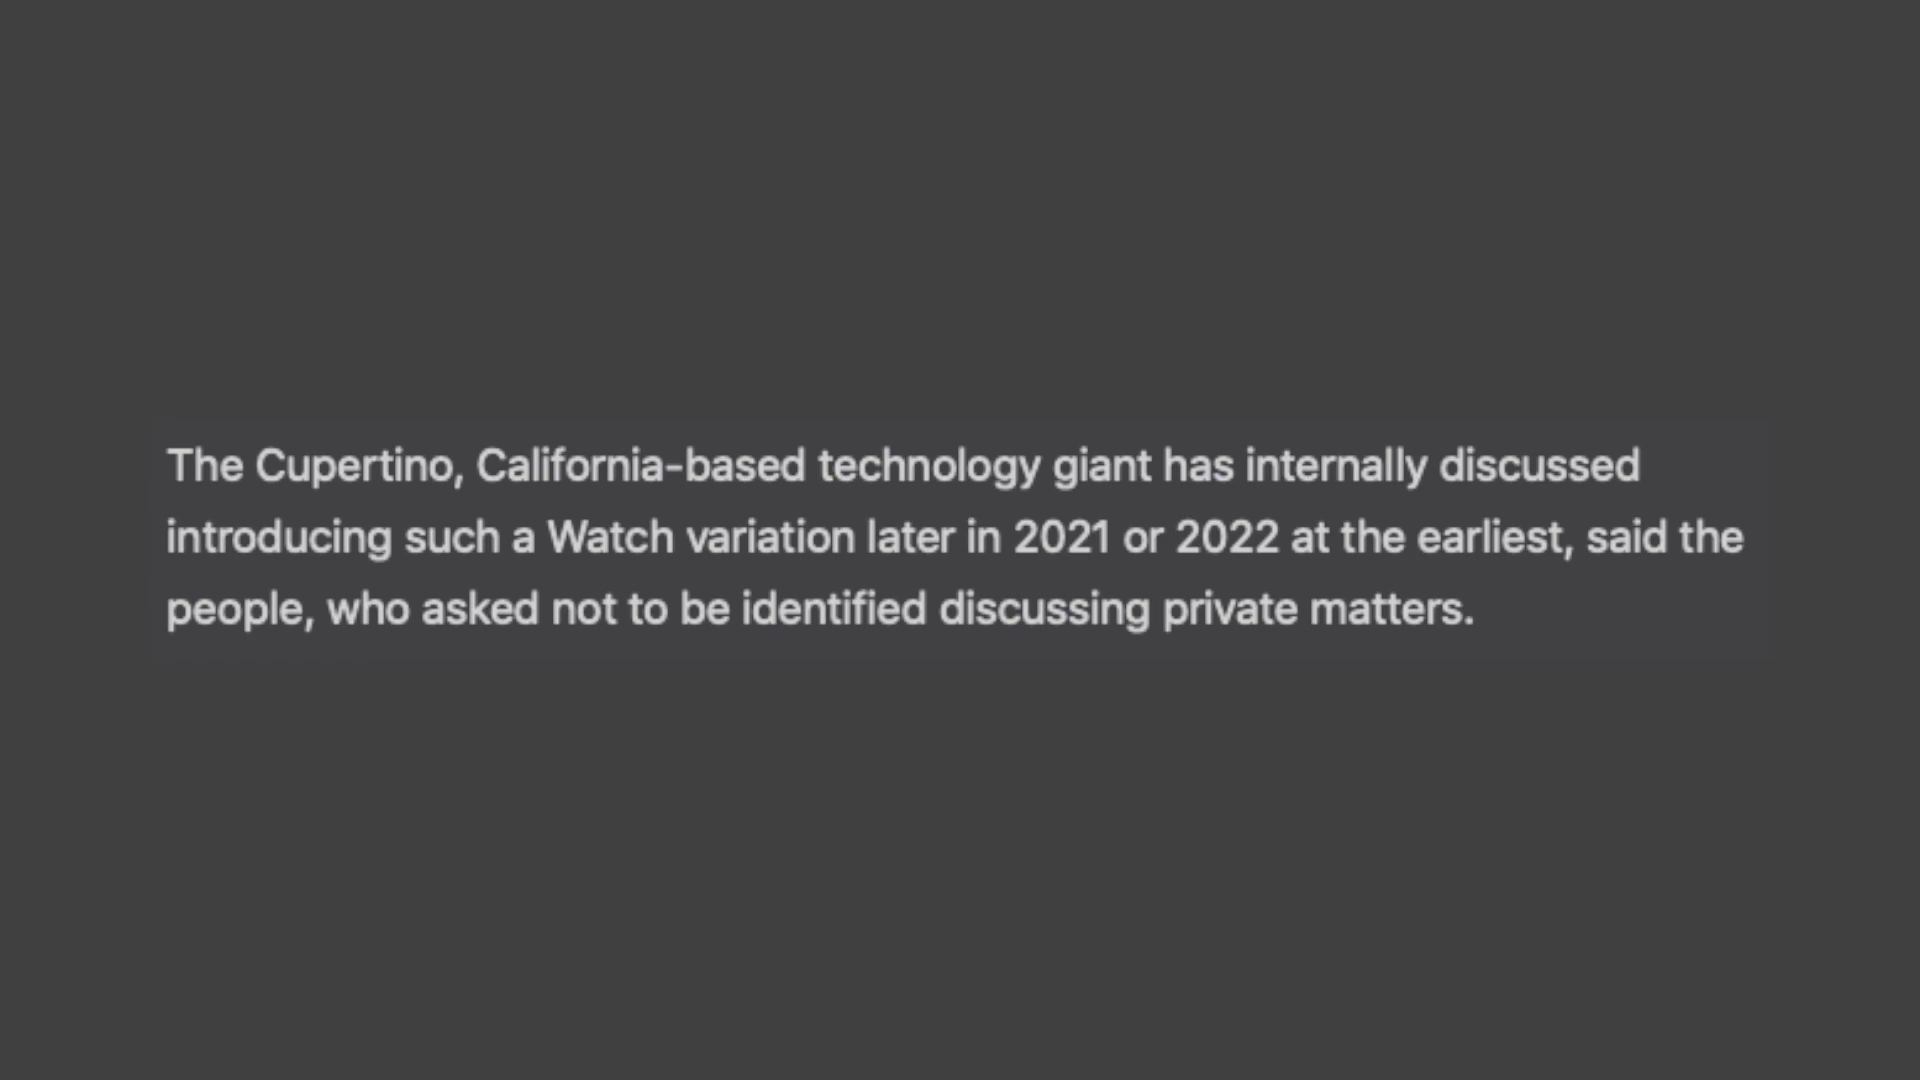 The Cupertino, California-based technology giant has internally discussed
introducing such a Watch variation later in 2021 or 2022 at the earliest, said the
people, who asked not to be identified discussing private matters.